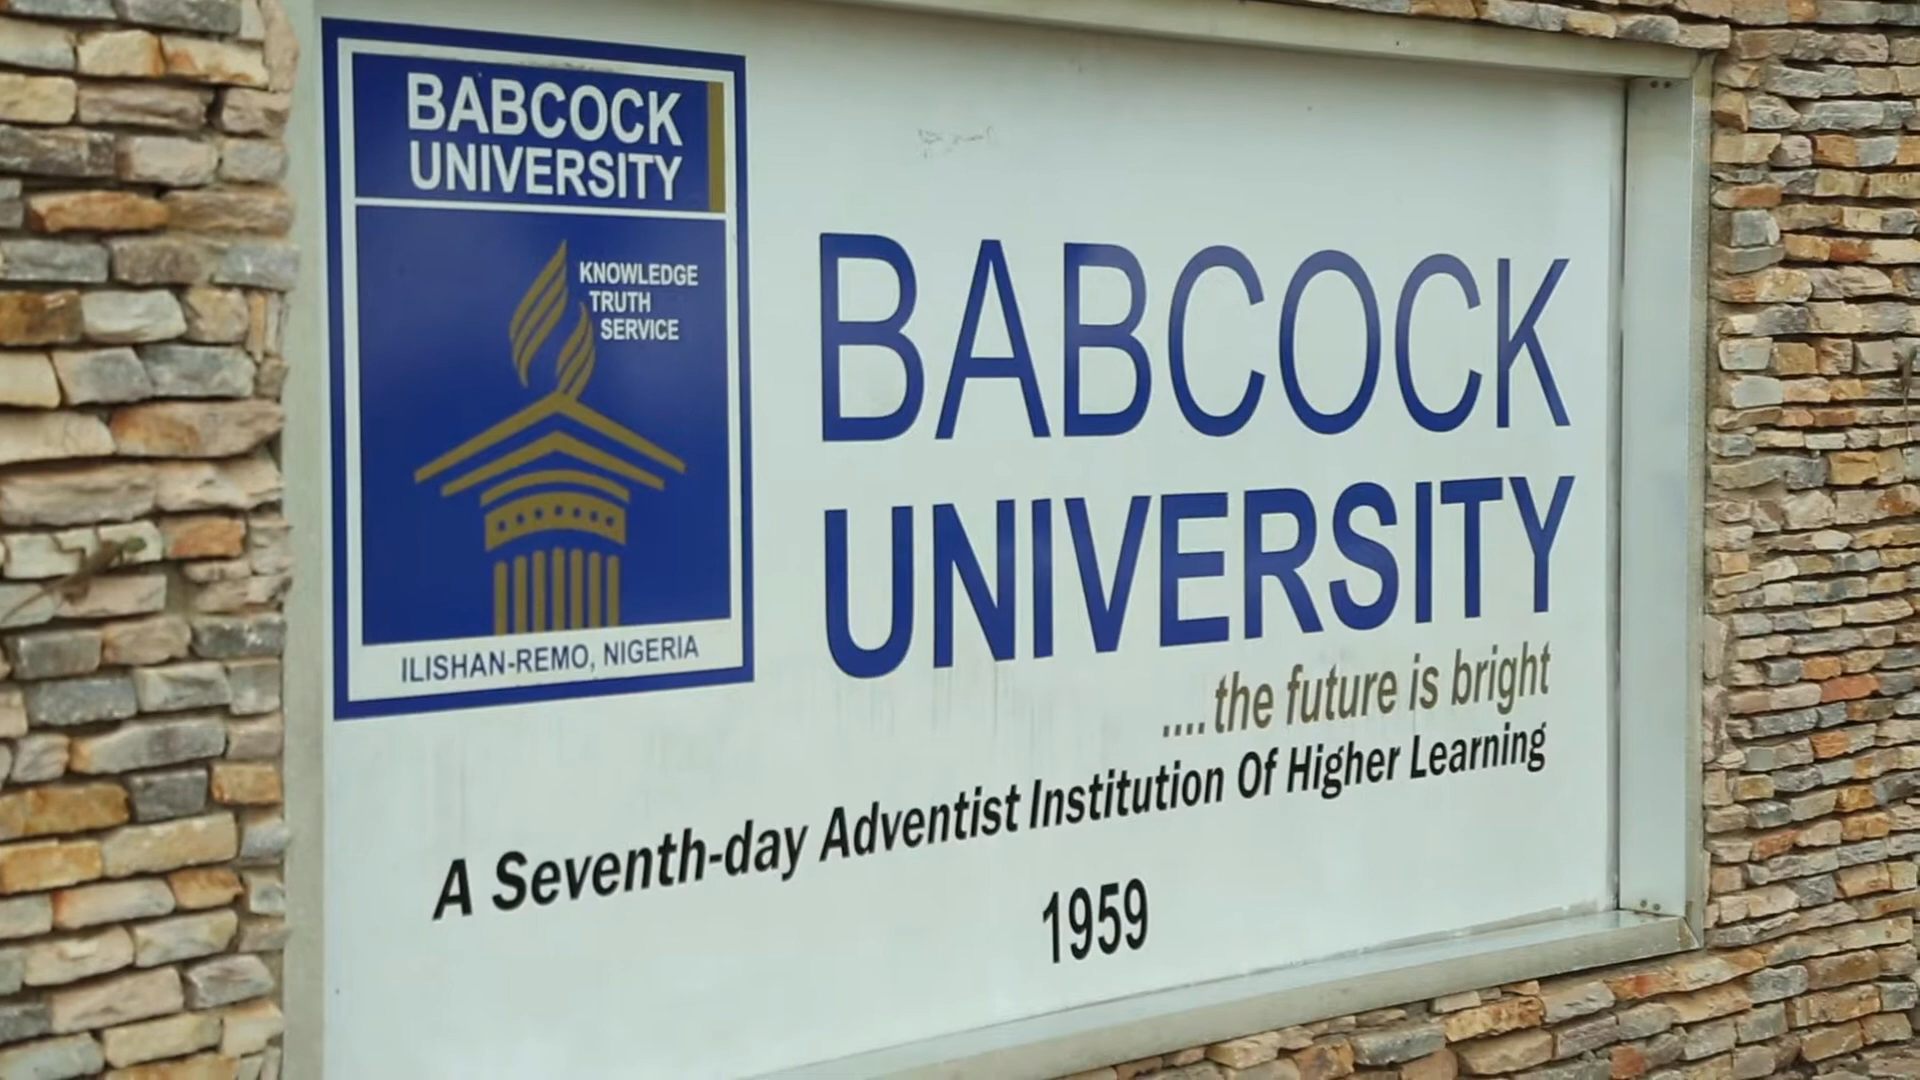 BABCOCK
UNIVERSITY
KNOWLEDGE
TRUTH
SERVICE
ILISHAN-REMO, NIGERIA
BABCOCK
UNIVERSITY
....the future is bright
A Seventh-day Adventist Institution Of Higher Learning
1959